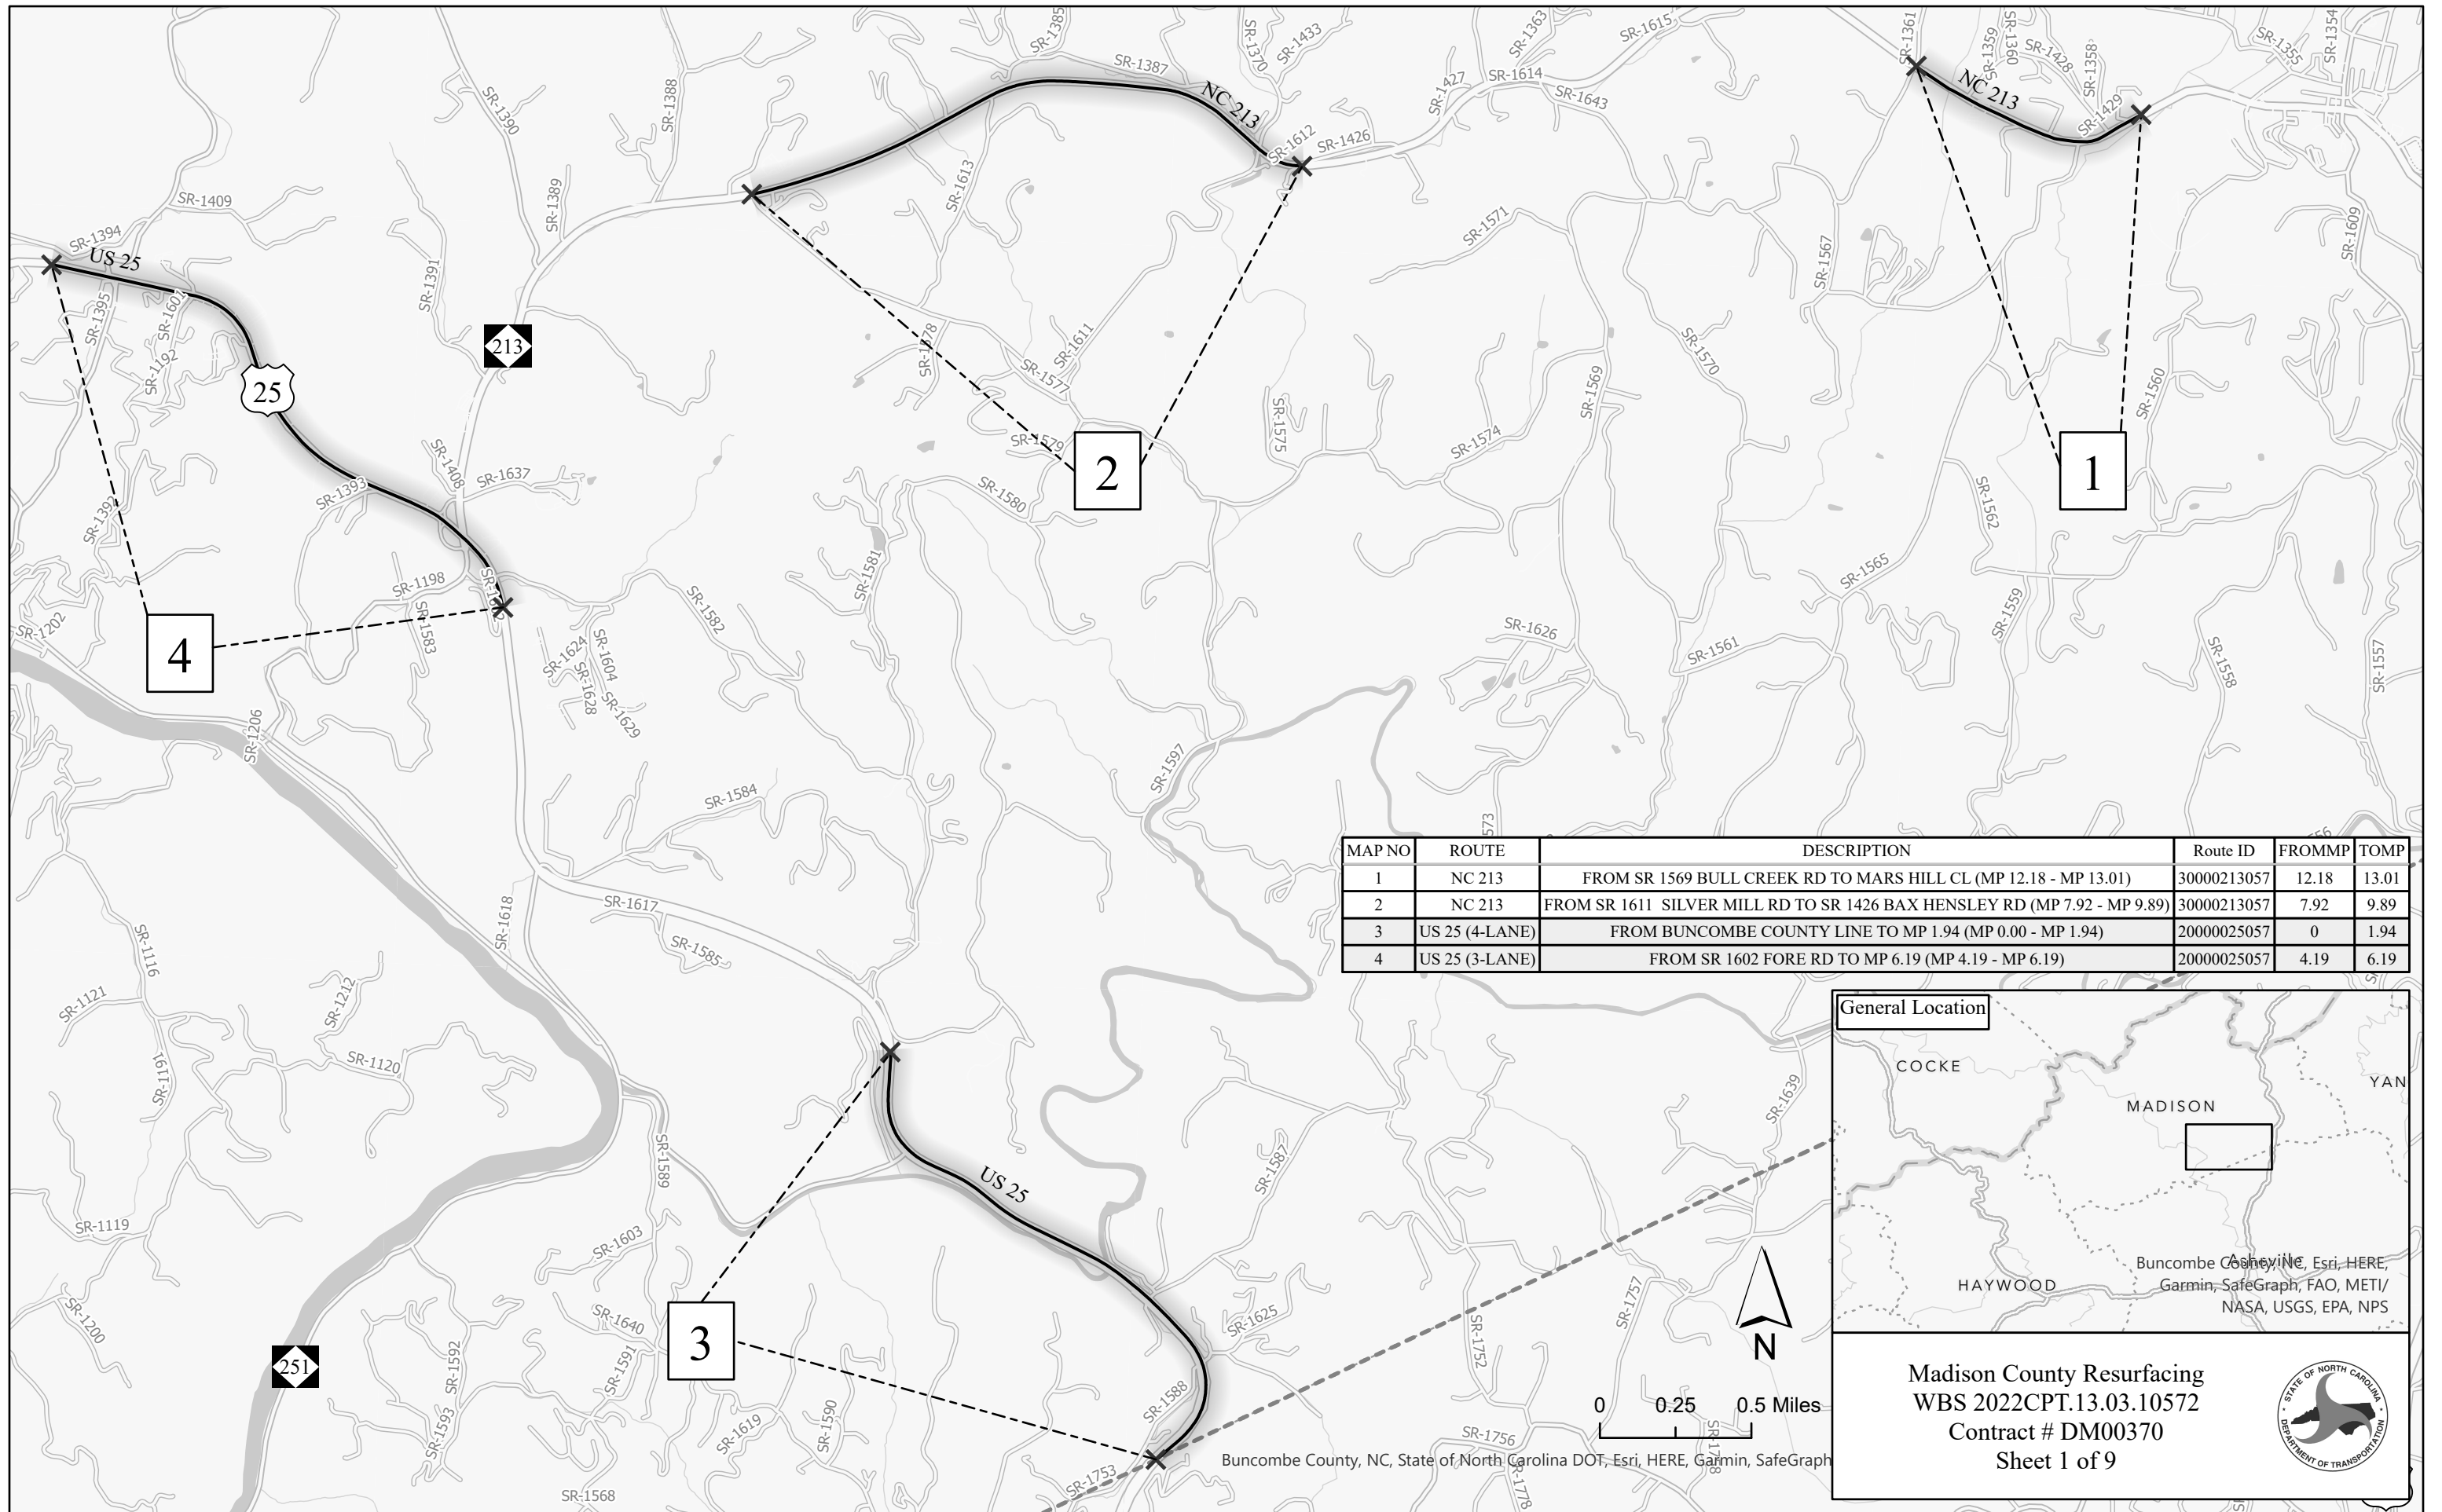 SR-1385
SR-1387
SR-1370
SR-1433
SR-1363
SR-1615
SR-1361
SR-1359
SR-1360
SR-1428
SR-1358
SR-1355
SR-1354
SR-1390
SR-1388
NC 213
SR-1427
SR-1614
SR-1643
NC 213
SR-1429
SR-1612
SR-1426
SR-1409
SR-1389
SR-1613
SR-1571
SR-1567
SR-1609
SR-1394
US 25
SR-1391
SR-1395
SR-1601
SR-1192
213
25
SR-1578
SR-1611
SR-1577
SR-1570
SR-1569
SR-1560
SR-1579
SR-1575
SR-1574
2
1
SR-1408
SR-1637
SR-1393
SR-1392
SR-1580
SR-1562
SR-1581
SR-1198
SR-1583
SR-1582
SR-1565
SR-1559
SR-1202
4
SR-1624
SR-1604
SR-1628
SR-1629
SR-1626
SR-1561
SR-1558
SR-1557
SR-1206
SR-1597
SR-1584
573
56
MAP NO ROUTE DESCRIPTION Route ID FROMMP TOMP
1 NC 213 FROM SR 1569 BULL CREEK RD TO MARS HILL CL (MP 12.18 - MP 13.01) 30000213057 12.18 13.01
2 NC 213 FROM SR 1611 SILVER MILL RD TO SR 1426 BAX HENSLEY RD (MP 7.92 - MP 9.89) 30000213057 7.92 9.89
3 US 25 (4-LANE) FROM BUNCOMBE COUNTY LINE TO MP 1.94 (MP 0.00 - MP 1.94) 20000025057 0 1.94
4 US 25 (3-LANE) FROM SR 1602 FORE RD TO MP 6.19 (MP 4.19 - MP 6.19) 20000025057 4.19 6.19
SR-1618
SR-1617
SR-1585
SR-1116
SR-1121
SR-1212
SR-1191
SR-1120
SR-1589
SR-1639
SR-1587
US 25
SR-1119
SR-1603
SR-1200
251
SR-1640
SR-1592
SR-1591
SR-1593
3
SR-1619
SR-1590
SR-1568
SR-1625
SR-1588
SR-1753
SR-1757
SR-1752
SR-1756
SR-1778
N
0 0.25 0.5 Miles
Buncombe County, NC, State of North Carolina DOT, Esri, HERE, Garmin, SafeGraph
General Location
COCKE
YAN
MADISON
Asheville
HAYWOOD
Buncombe County, NC, Esri, HERE,
Garmin, SafeGraph, FAO, METI/
NASA, USGS, EPA, NPS
Madison County Resurfacing
WBS 2022CPT.13.03.10572
Contract # DM00370
Sheet 1 of 9
STATE OF NORTH CAROLINA
DEPARTMENT OF TRANSPORTATION